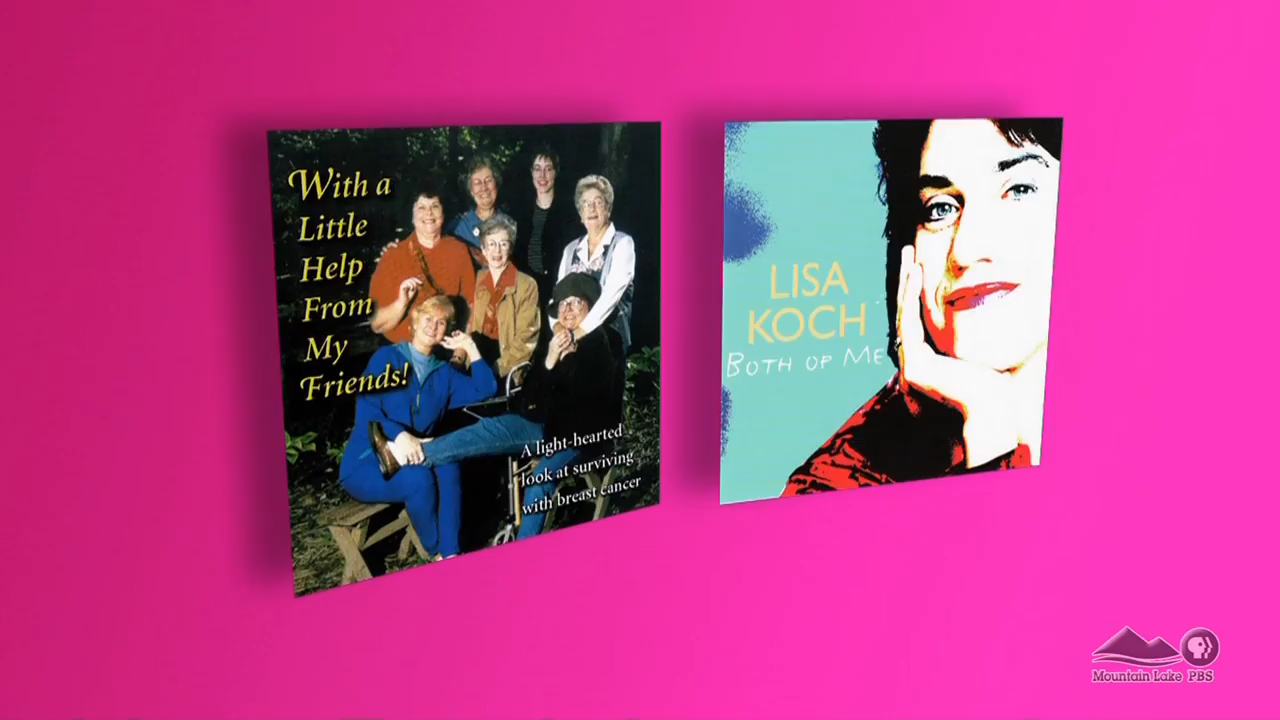 With a
Little
Help
From
My
Friends!
A light-hearted
look at surviving
with breast cancer
LISA
KOCH
BOTH OF ME
Mountain Lake PBS